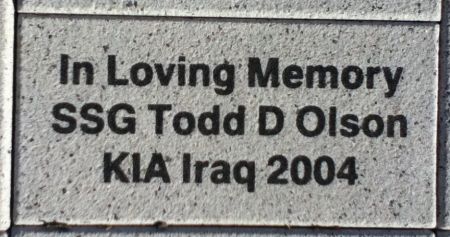 In Loving Memory
SSG Todd D Olson
KIA Iraq 2004